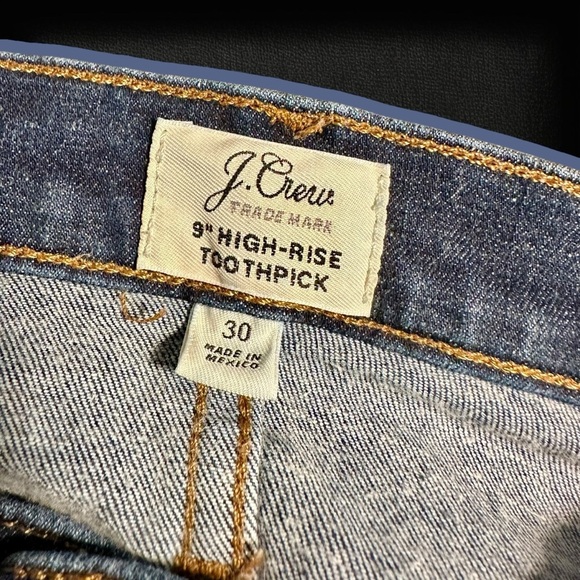 J.Crew
TRADE MARK
9" HIGH-RISE
TOOTHPICK
30
MADE IN
MEXICO